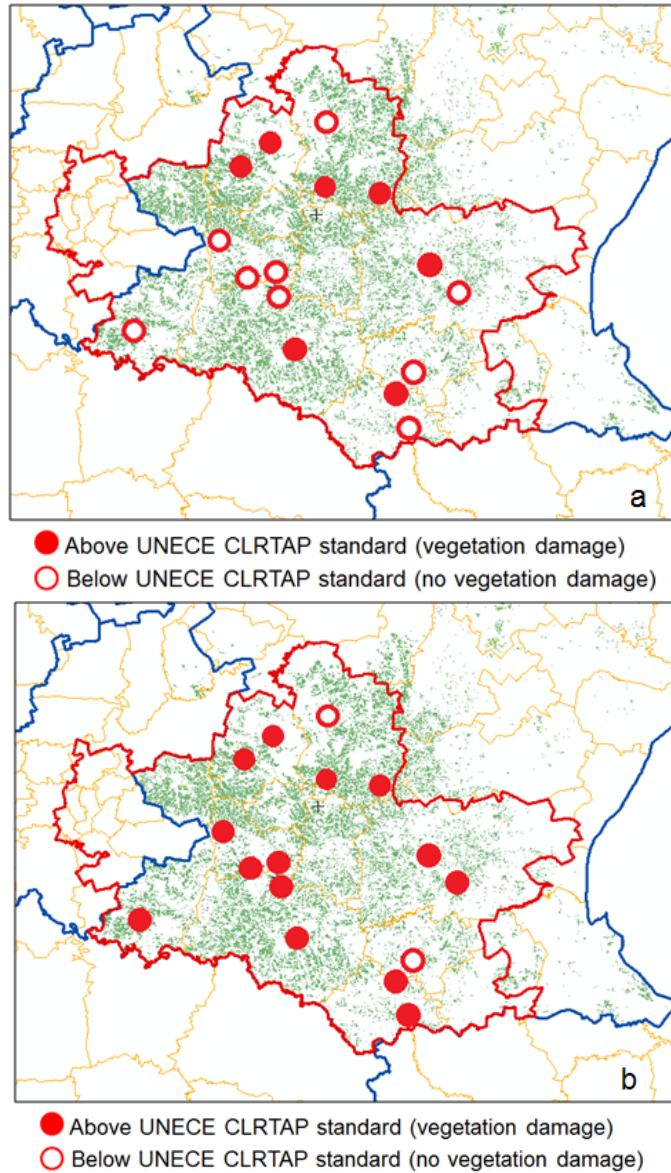 a
Above UNECE CLRTAP standard (vegetation damage)
Below UNECE CLRTAP standard (no vegetation damage)
b
Above UNECE CLRTAP standard (vegetation damage)
Below UNECE CLRTAP standard (no vegetation damage)